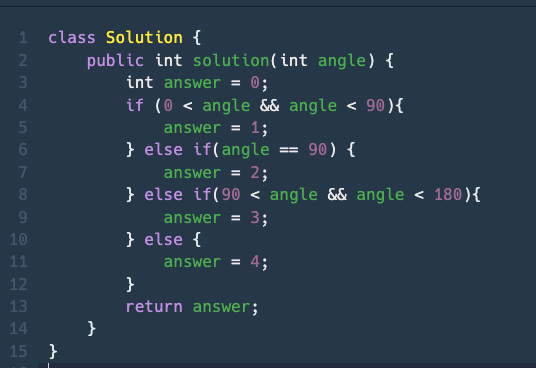 1 class Solution {
2     public int solution(int angle) {
3         int answer = 0;
4         if (0 < angle && angle < 90){
5             answer = 1;
6         } else if(angle == 90) {
7             answer = 2;
8         } else if(90 < angle && angle < 180){
9             answer = 3;
10         } else {
11             answer = 4;
12         }
13         return answer;
14     }
15 }